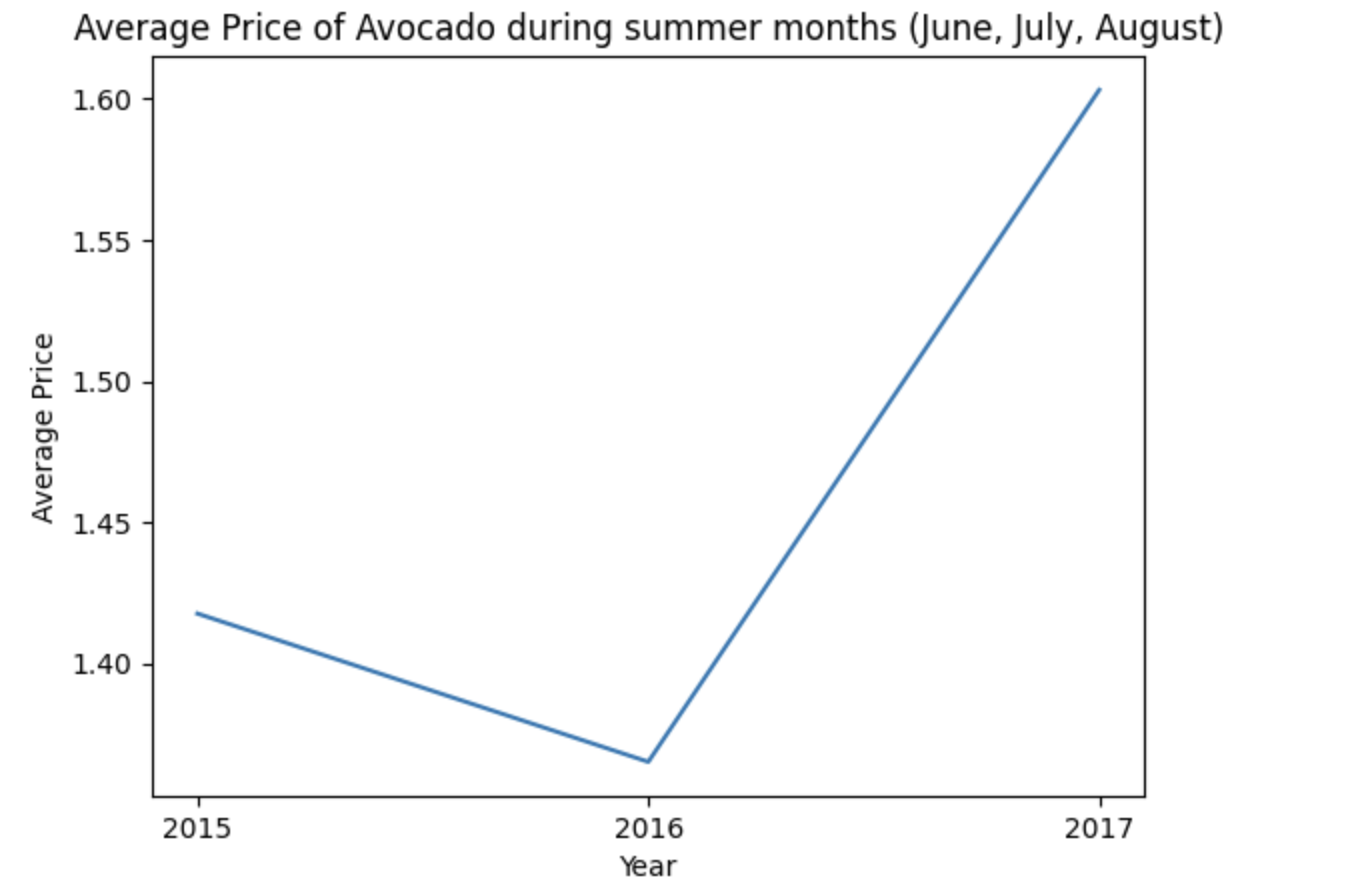 Average Price of Avocado during summer months (June, July, August)
1.60
1.55
1.50
1.45
1.40
Average Price
2015 2016 2017
Year